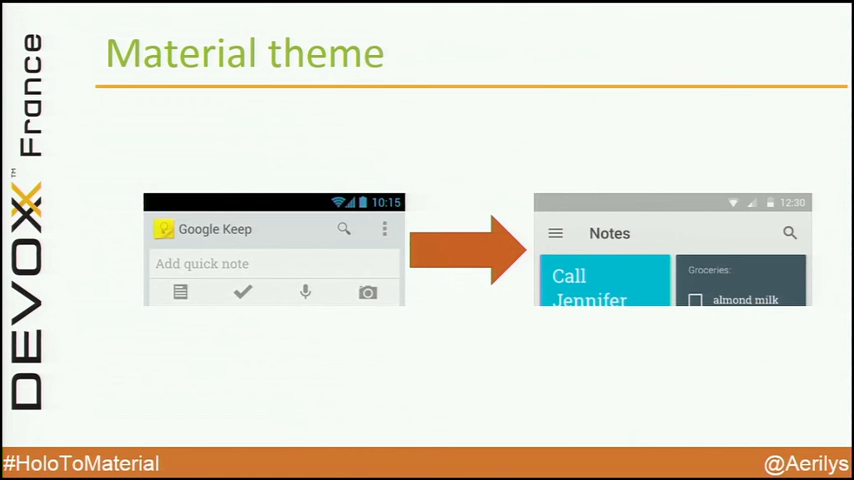 Material theme
DEVOXX™ France
10:15
Google Keep
Add quick note
12:30
Notes
Call
Jennifer
Groceries:
almond milk
#HoloToMaterial
@Aerilys